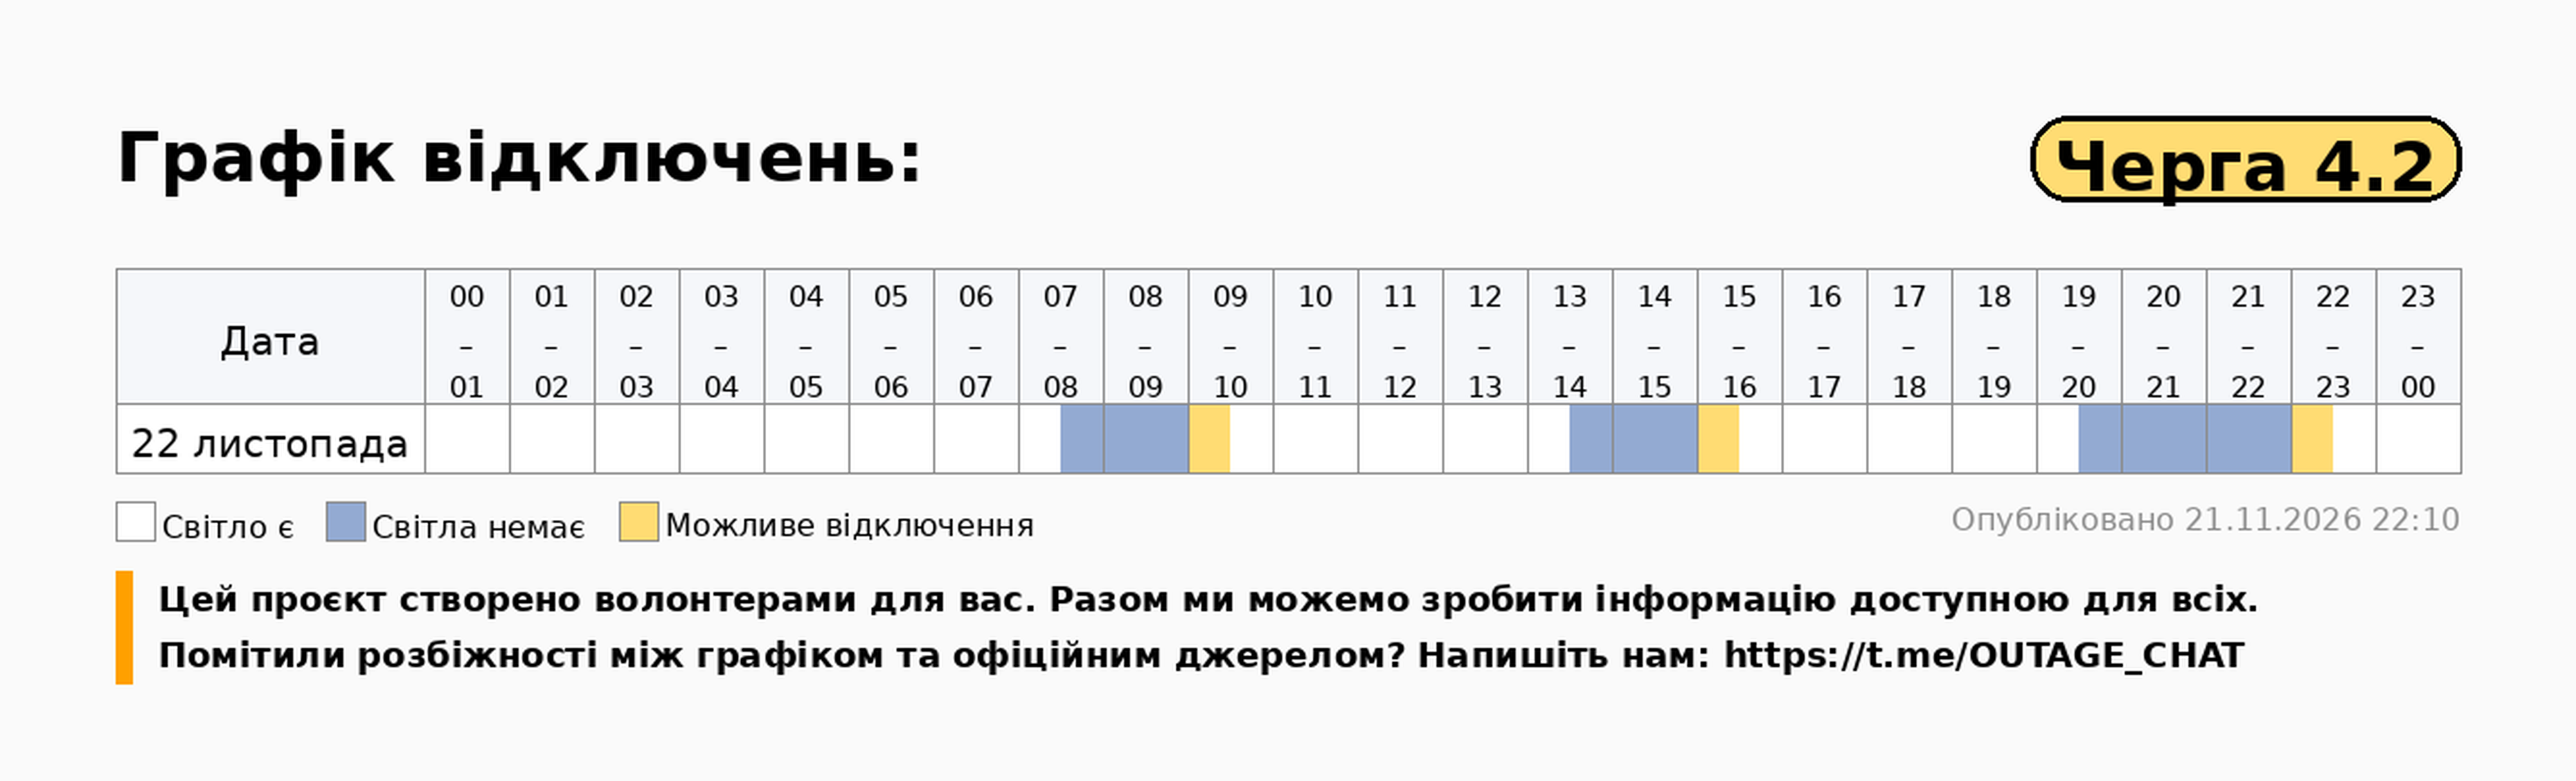 Графік відключень:
Черга 4.2
Дата 00 – 01 01 – 02 02 – 03 03 – 04 04 – 05 05 – 06 06 – 07 07 – 08 08 – 09 09 – 10 10 – 11 11 – 12 12 – 13 13 – 14 14 – 15 15 – 16 16 – 17 17 – 18 18 – 19 19 – 20 20 – 21 21 – 22 22 – 23 23 – 00
22 листопада
Світло є Світла немає Можливе відключення
Опубліковано 21.11.2026 22:10
Цей проєкт створено волонтерами для вас. Разом ми можемо зробити інформацію доступною для всіх.
Помітили розбіжності між графіком та офіційним джерелом? Напишіть нам: https://t.me/OUTAGE_CHAT